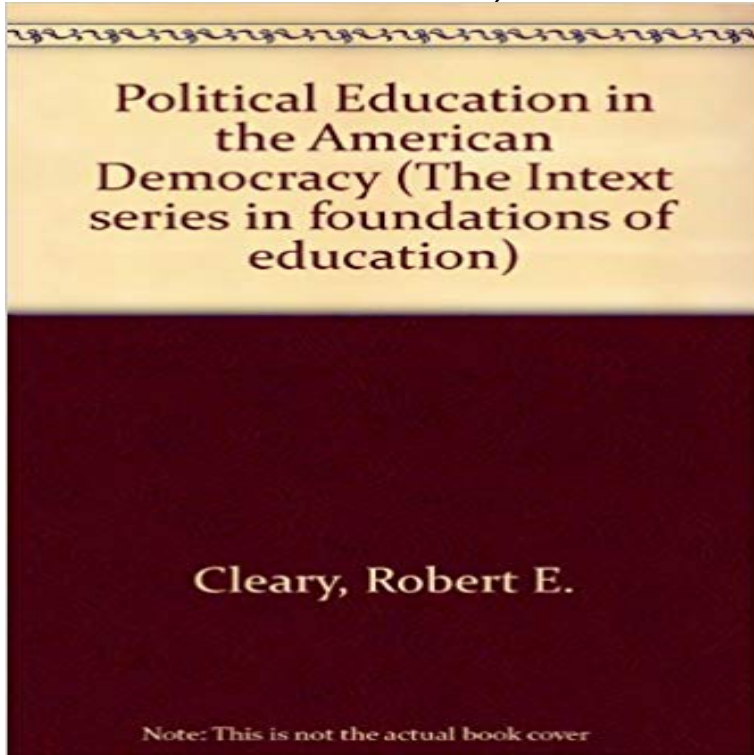 Political Education in
the American
Democracy (The Intext
series in foundations of
education)
Cleary, Robert E.
Note: This is not the actual book cover